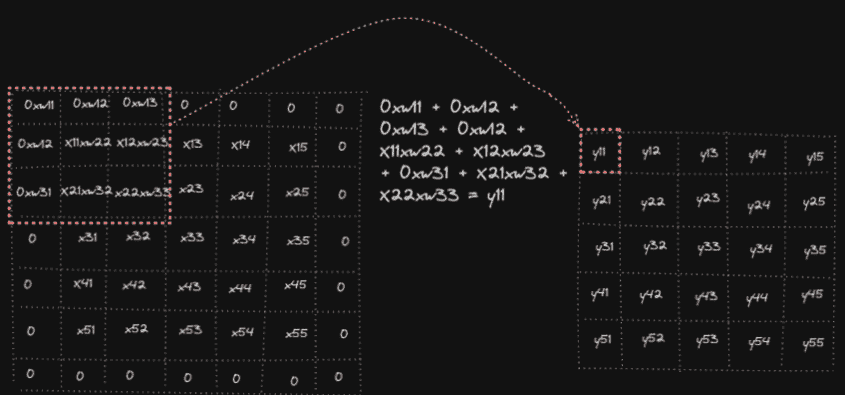 0xw11 0xw12 0xw13 0 0 0 0
0xw12 x11xw22 x12xw23 x13 x14 x15 0
0xw31 x21xw32 x22xw33 x23 x24 x25 0
0 x31 x32 x33 x34 x35 0
0 x41 x42 x43 x44 x45 0
0 x51 x52 x53 x54 x55 0
0 0 0 0 0 0 0
0xw11 + 0xw12 +
0xw13 + 0xw12 +
x11xw22 + x12xw23
+ 0xw31 + x21xw32 +
x22xw33 = y11
y11 y12 y13 y14 y15
y21 y22 y23 y24 y25
y31 y32 y33 y34 y35
y41 y42 y43 y44 y45
y51 y52 y53 y54 y55